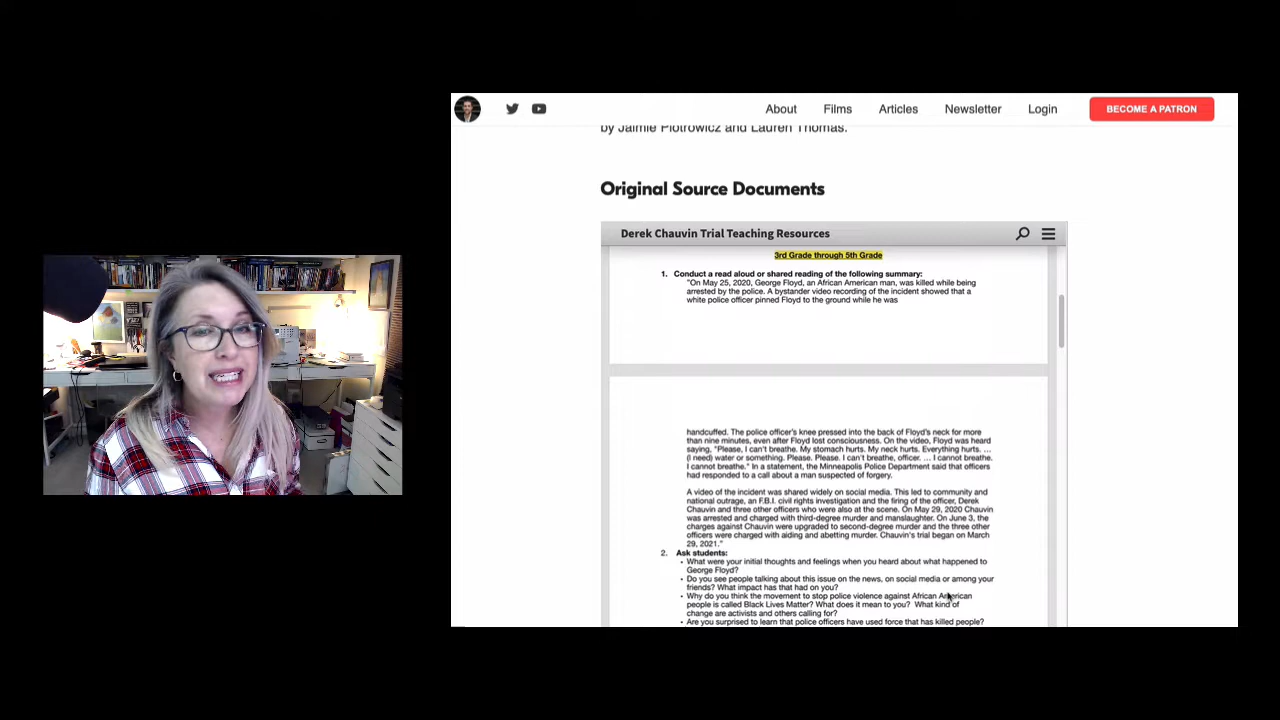 About Films Articles Newsletter Login BECOME A PATRON
by Jaimie Piotrowicz and Lauren Thomas.
Original Source Documents
Derek Chauvin Trial Teaching Resources
3rd Grade through 5th Grade
1. Conduct a read aloud or shared reading of the following summary:
"On May 25, 2020, George Floyd, an African American man, was killed while being
arrested by the police. A bystander video recording of the incident showed that a
white police officer pinned Floyd to the ground while he was
handcuffed. The police officer's knee pressed into the back of Floyd's neck for more
than nine minutes, even after Floyd lost consciousness. On the video, Floyd was heard
saying, "Please, I can't breathe. My stomach hurts. My neck hurts. Everything hurts. ...
(I need) water or something. Please. Please. I can't breathe, officer. ... I cannot breathe.
I cannot breathe." In a statement, the Minneapolis Police Department said that officers
had responded to a call about a man suspected of forgery.
A video of the incident was shared widely on social media. This led to community and
national outrage, an F.B.I. civil rights investigation and the firing of the officer, Derek
Chauvin and three other officers who were also at the scene. On May 29, 2020 Chauvin
was arrested and charged with third-degree murder and manslaughter. On June 3, the
charges against Chauvin were upgraded to second-degree murder and the three other
officers were charged with aiding and abetting murder. Chauvin's trial began on March
29, 2021."
2. Ask students:
• What were your initial thoughts and feelings when you heard about what happened to
George Floyd?
• Do you see people talking about this issue on the news, on social media or among your
friends? What impact has that had on you?
• Why do you think the movement to stop police violence against African American
people is called Black Lives Matter? What does it mean to you? What kind of
change are activists and others calling for?
• Are you surprised to learn that police officers have used force that has killed people?